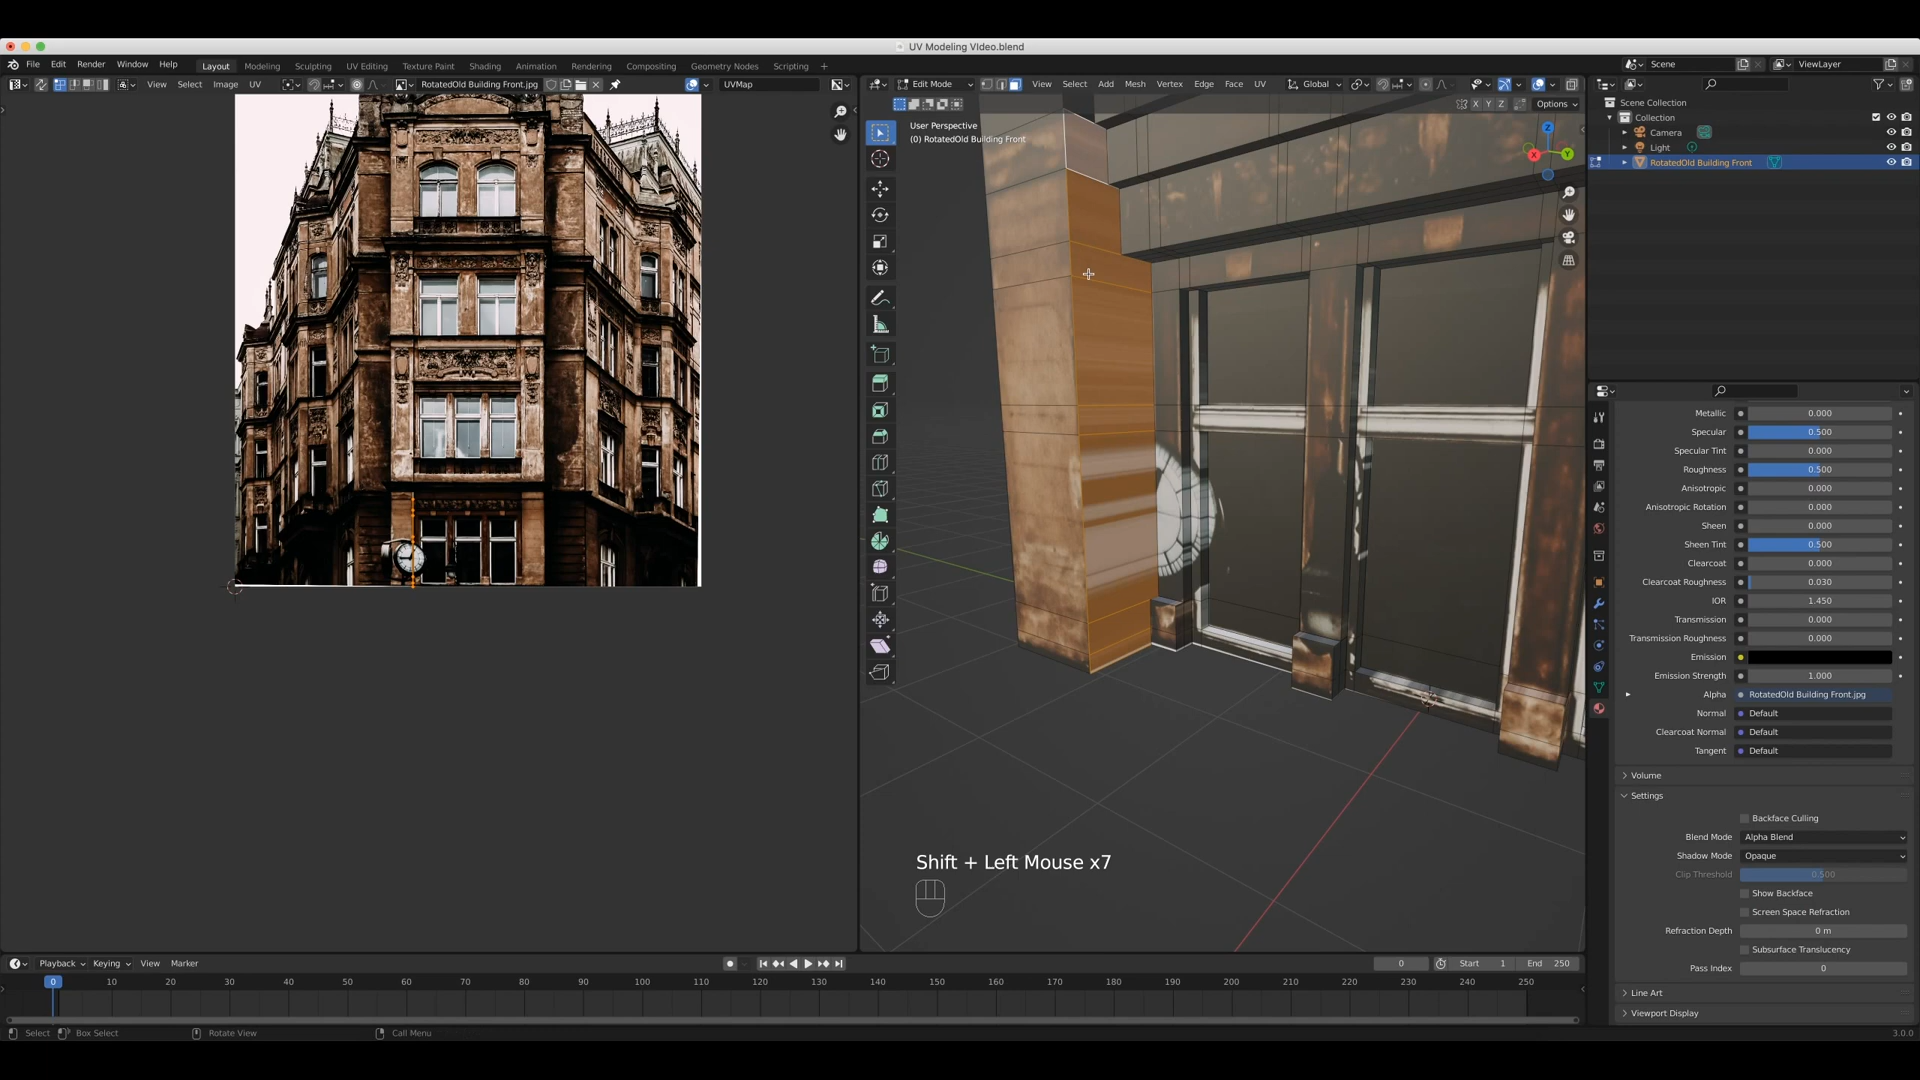 UV Modeling VIdeo.blend
File Edit Render Window Help Layout Modeling Sculpting UV Editing Texture Paint Shading Animation Rendering Compositing Geometry Nodes Scripting + Scene ViewLayer
View Select Image UV RotatedOld Building Front.jpg UVMap Edit Mode View Select Add Mesh Vertex Edge Face UV Global
X Y Z Options
User Perspective
(0) RotatedOld Building Front
Scene Collection
Collection
Camera
Light
RotatedOld Building Front
X Y Z
Metallic 0.000
Specular 0.500
Specular Tint 0.000
Roughness 0.500
Anisotropic 0.000
Anisotropic Rotation 0.000
Sheen 0.000
Sheen Tint 0.500
Clearcoat 0.000
Clearcoat Roughness 0.030
IOR 1.450
Transmission 0.000
Transmission Roughness 0.000
Emission
Emission Strength 1.000
Alpha RotatedOld Building Front.jpg
Normal Default
Clearcoat Normal Default
Tangent Default
Volume
Settings
Backface Culling
Blend Mode Alpha Blend
Shadow Mode Opaque
Clip Threshold 0.500
Show Backface
Screen Space Refraction
Refraction Depth 0 m
Subsurface Translucency
Pass Index 0
Line Art
Viewport Display
Shift + Left Mouse x7
Playback Keying View Marker 0 Start 1 End 250
0 10 20 30 40 50 60 70 80 90 100 110 120 130 140 150 160 170 180 190 200 210 220 230 240 250
Select Box Select Rotate View Call Menu 3.0.0